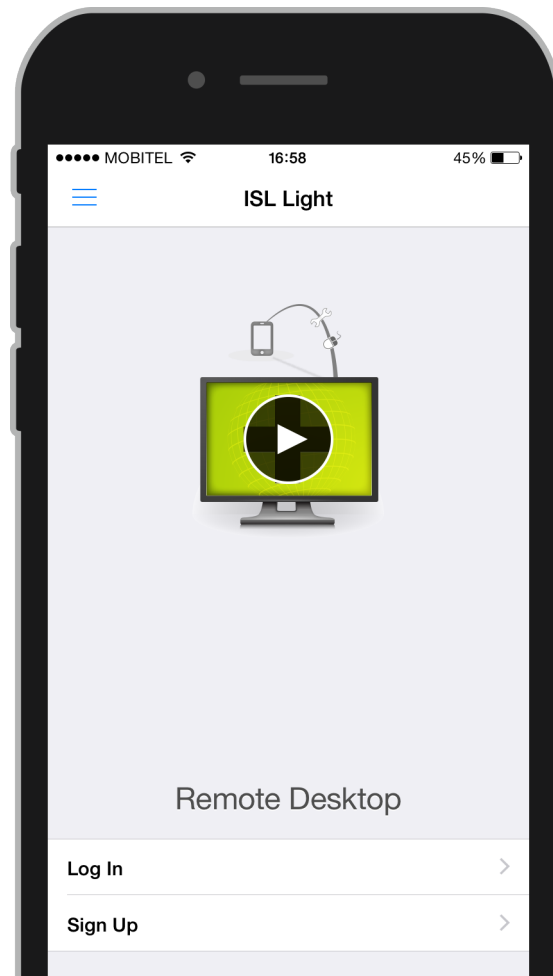 MOBITEL 16:58 45%
ISL Light
Remote Desktop
Log In
Sign Up